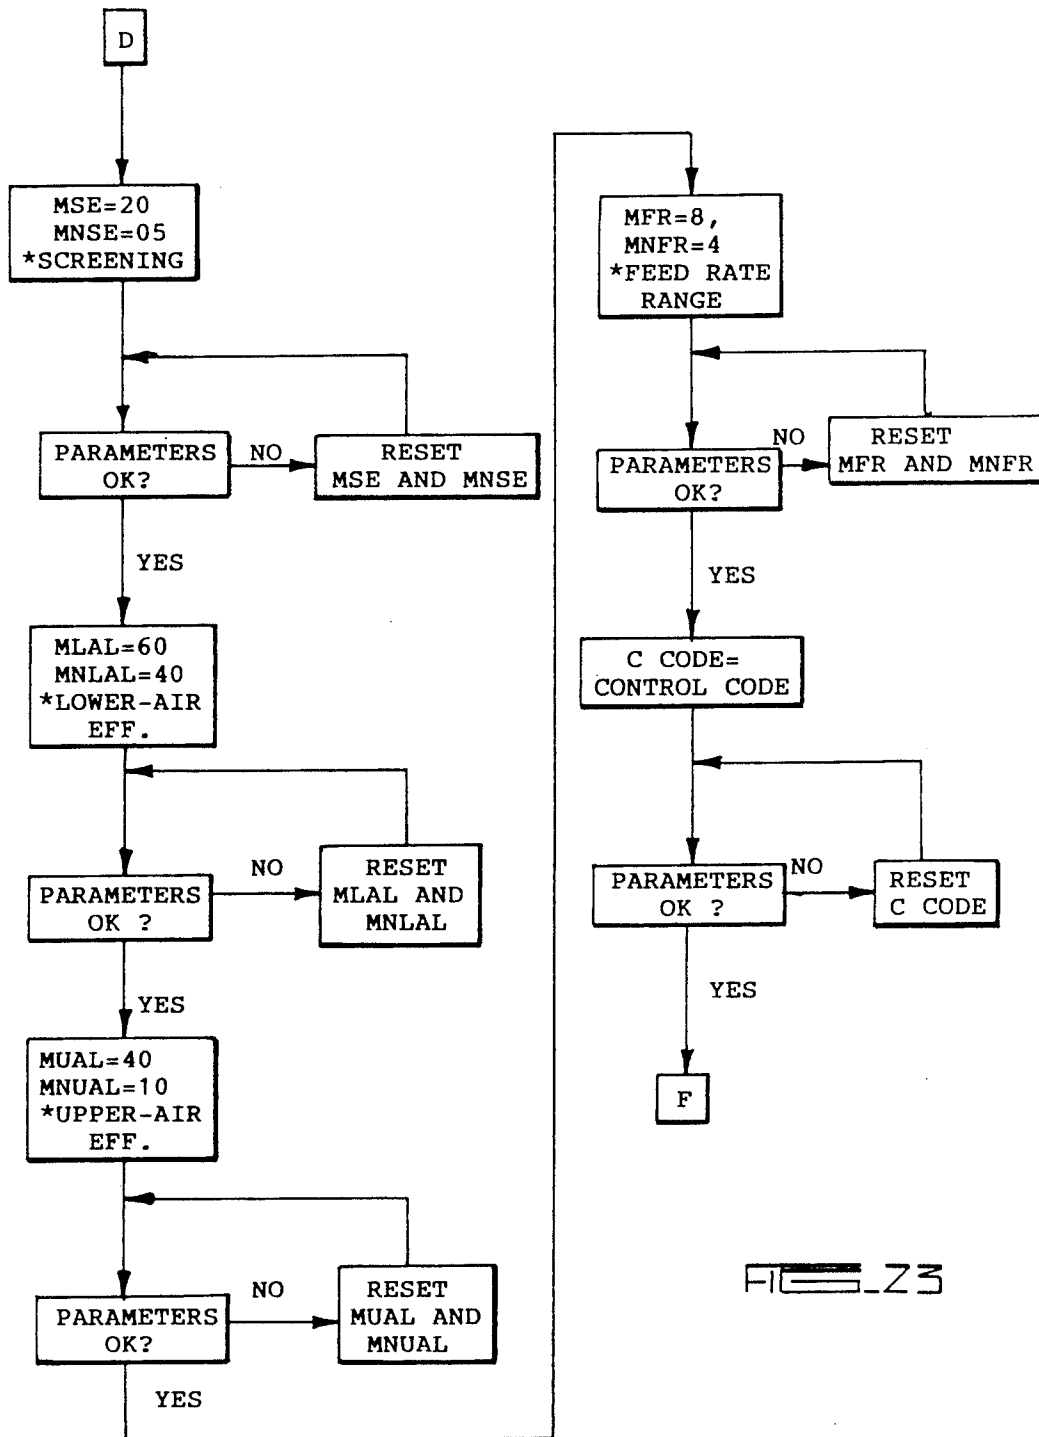 D
MSE=20
MNSE=05
*SCREENING
PARAMETERS
OK?
NO
RESET
MSE AND MNSE
YES
MLAL=60
MNLAL=40
*LOWER-AIR
EFF.
PARAMETERS
OK ?
NO
RESET
MLAL AND
MNLAL
YES
MUAL=40
MNUAL=10
*UPPER-AIR
EFF.
PARAMETERS
OK?
NO
RESET
MUAL AND
MNUAL
YES
MFR=8,
MNFR=4
*FEED RATE
RANGE
PARAMETERS
OK?
NO
RESET
MFR AND MNFR
YES
C CODE=
CONTROL CODE
PARAMETERS
OK ?
NO
RESET
C CODE
YES
F
FIG_23